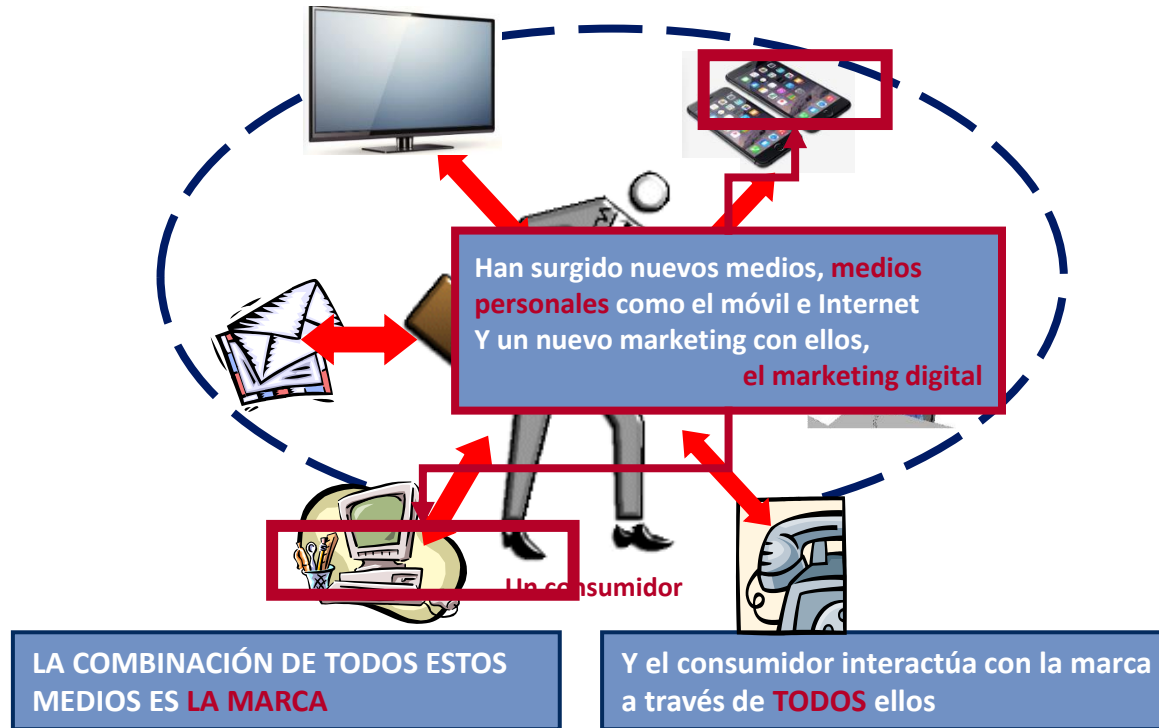 Han surgido nuevos medios, medios
personales como el móvil e Internet
Y un nuevo marketing con ellos,
el marketing digital
Un consumidor
LA COMBINACIÓN DE TODOS ESTOS
MEDIOS ES LA MARCA
Y el consumidor interactúa con la marca
a través de TODOS ellos